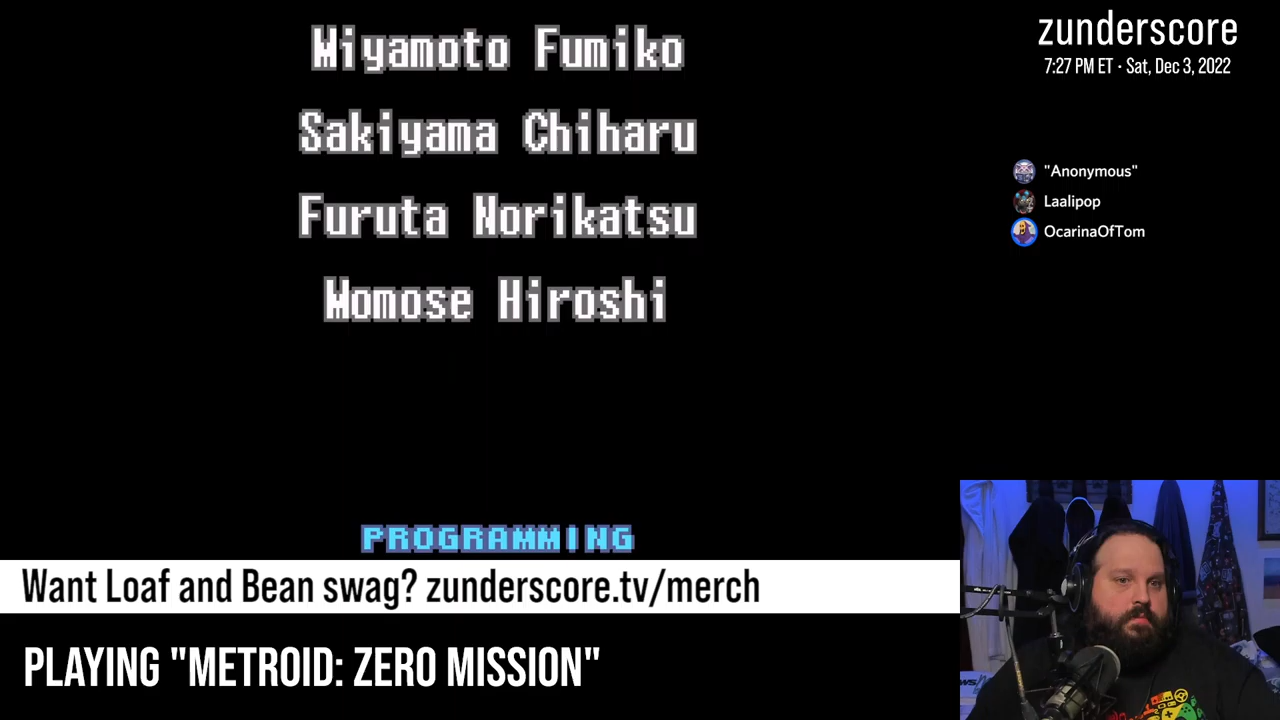 Miyamoto Fumiko
Sakiyama Chiharu
Furuta Norikatsu
Momose Hiroshi
PROGRAMMING
zunderscore
7:27 PM ET · Sat, Dec 3, 2022
"Anonymous"
Laalipop
OcarinaOfTom
Want Loaf and Bean swag? zunderscore.tv/merch
PLAYING "METROID: ZERO MISSION"